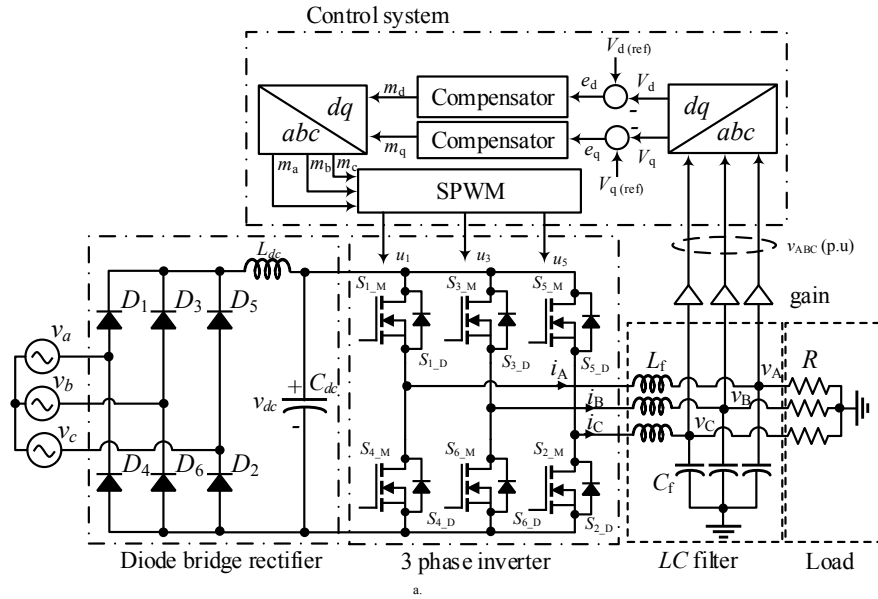 Control system
V_d (ref)
dq
abc
m_d
Compensator
e_d
V_d
-
dq
abc
m_q
Compensator
e_q
-
V_q
m_a
m_b
m_c
V_q (ref)
SPWM
v_ABC (p.u)
gain
L_dc
u_1
u_3
u_5
D_1
D_3
D_5
S_1_M
S_3_M
S_5_M
S_1_D
S_3_D
S_5_D
v_a
v_b
v_c
v_dc
+
C_dc
-
i_A
i_B
i_C
L_f
v_A
v_B
v_C
R
D_4
D_6
D_2
S_4_M
S_6_M
S_2_M
S_4_D
S_6_D
S_2_D
C_f
Diode bridge rectifier
3 phase inverter
LC filter
Load
a.